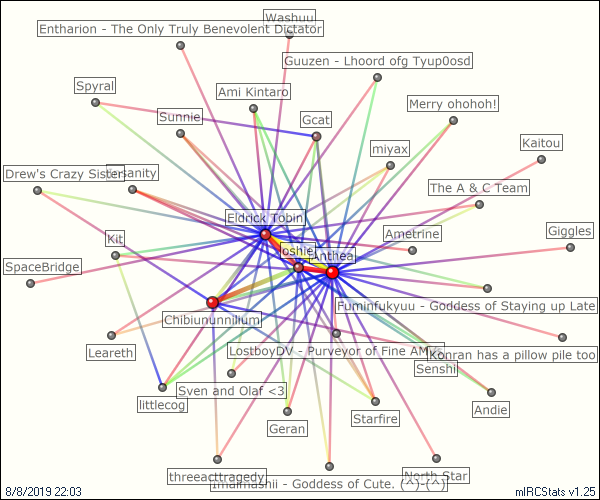 Washuu
Entharion - The Only Truly Benevolent Dictator
Guuzen - Lhoord ofg Tyup0osd
Spyral
Ami Kintaro
Merry ohohoh!
Sunnie
Gcat
Kaitou
miyax
Drew's Crazy Sister
Insanity
The A & C Team
Eldrick Tobin
Kit
Ametrine
Giggles
Joshie
Anthea
SpaceBridge
Fuminfukyuu - Goddess of Staying up Late
Chibiununnilium
Leareth
LostboyDV - Purveyor of Fine AMVs
Konran has a pillow pile too
Senshi
Sven and Olaf <3
littlecog
Starfire
Andie
Geran
threeacttragedy
North Star
Imaimashii - Goddess of Cute. (^)-(^)
8/8/2019 22:03
mIRCStats v1.25